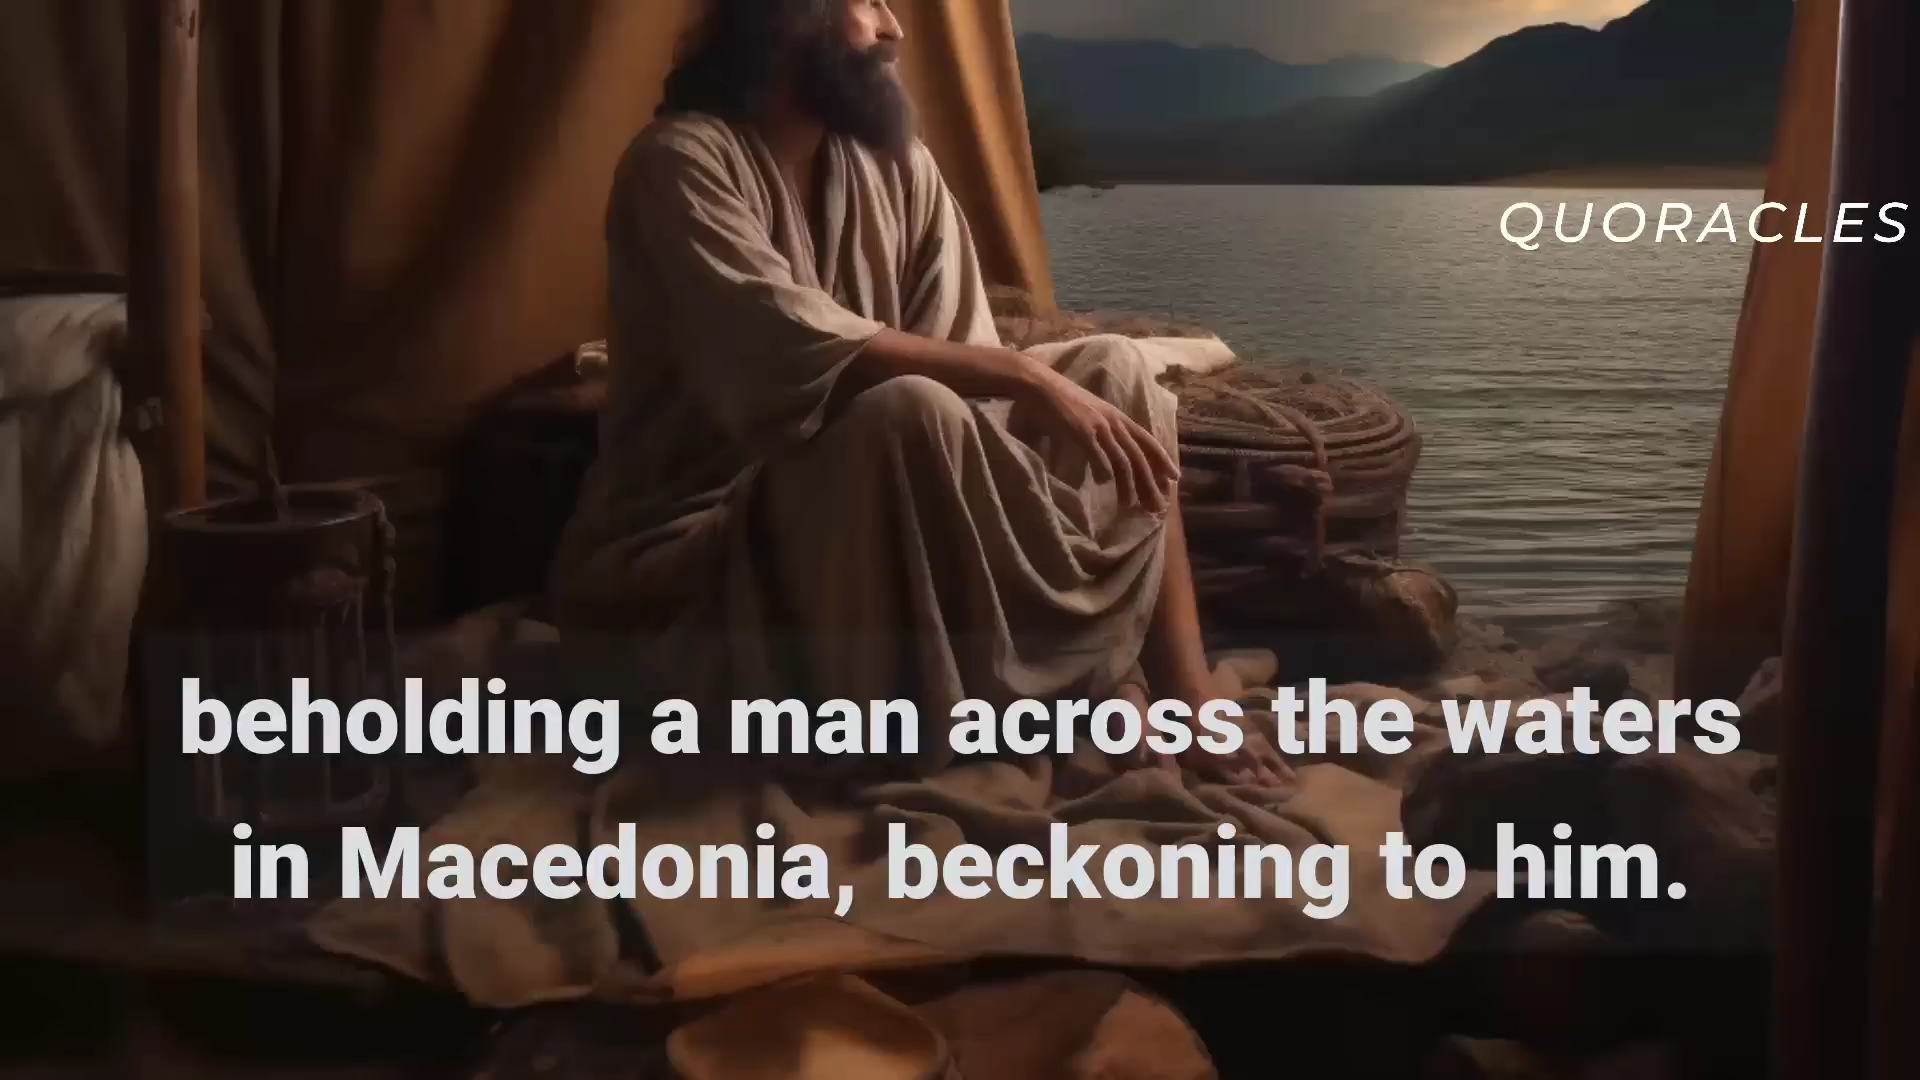 QUORACLES
beholding a man across the waters
in Macedonia, beckoning to him.